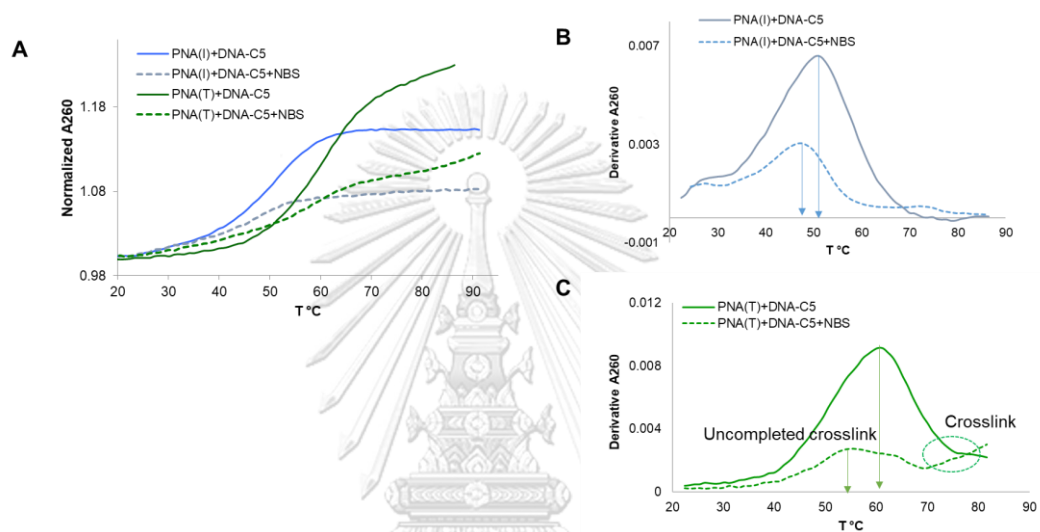 A
PNA(I)+DNA-C5
PNA(I)+DNA-C5+NBS
PNA(T)+DNA-C5
PNA(T)+DNA-C5+NBS
Normalized A260
1.18
1.08
0.98
20 30 40 50 60 70 80 90
T °C
B
PNA(I)+DNA-C5
PNA(I)+DNA-C5+NBS
Derivative A260
0.007
0.003
-0.001
20 30 40 50 60 70 80 90
T °C
C
PNA(T)+DNA-C5
PNA(T)+DNA-C5+NBS
Derivative A260
0.012
0.008
0.004
0
Uncompleted crosslink
Crosslink
20 30 40 50 60 70 80 90
T °C